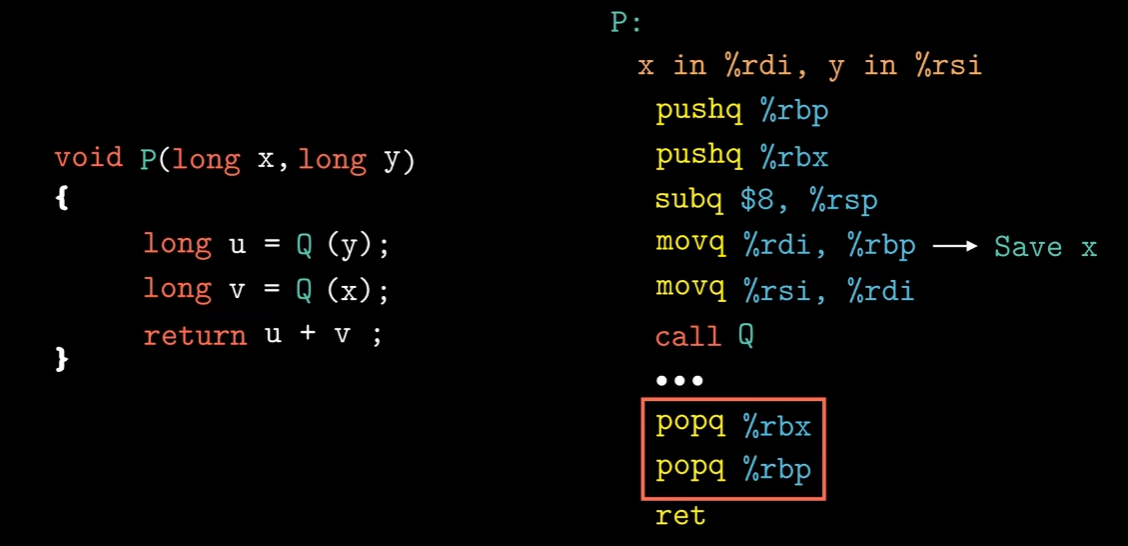 void P(long x, long y)
{
long u = Q (y);
long v = Q (x);
return u + v ;
}
P:
x in %rdi, y in %rsi
pushq %rbp
pushq %rbx
subq $8, %rsp
movq %rdi, %rbp → Save x
movq %rsi, %rdi
call Q
•••
popq %rbx
popq %rbp
ret